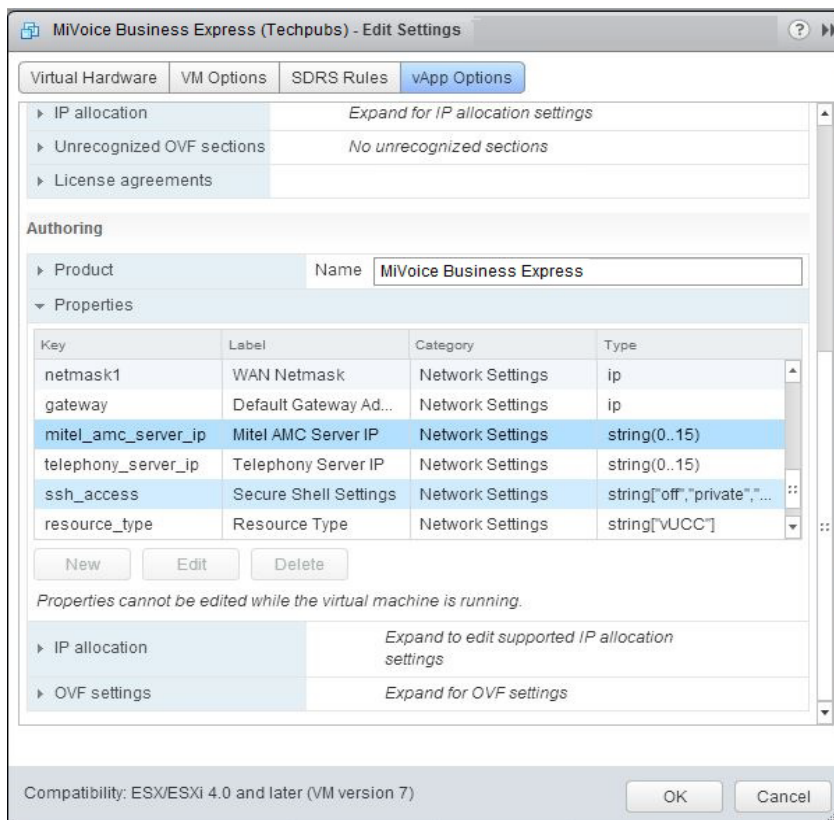 MiVoice Business Express (Techpubs) - Edit Settings
Virtual Hardware VM Options SDRS Rules vApp Options
IP allocation Expand for IP allocation settings
Unrecognized OVF sections No unrecognized sections
License agreements
Authoring
Product Name MiVoice Business Express
Properties
Key Label Category Type
netmask1 WAN Netmask Network Settings ip
gateway Default Gateway Ad... Network Settings ip
mitel_amc_server_ip Mitel AMC Server IP Network Settings string(0..15)
telephony_server_ip Telephony Server IP Network Settings string(0..15)
ssh_access Secure Shell Settings Network Settings string["off","private","...
resource_type Resource Type Network Settings string["vUCC"]
New Edit Delete
Properties cannot be edited while the virtual machine is running.
IP allocation Expand to edit supported IP allocation
settings
OVF settings Expand for OVF settings
Compatibility: ESX/ESXi 4.0 and later (VM version 7) OK Cancel